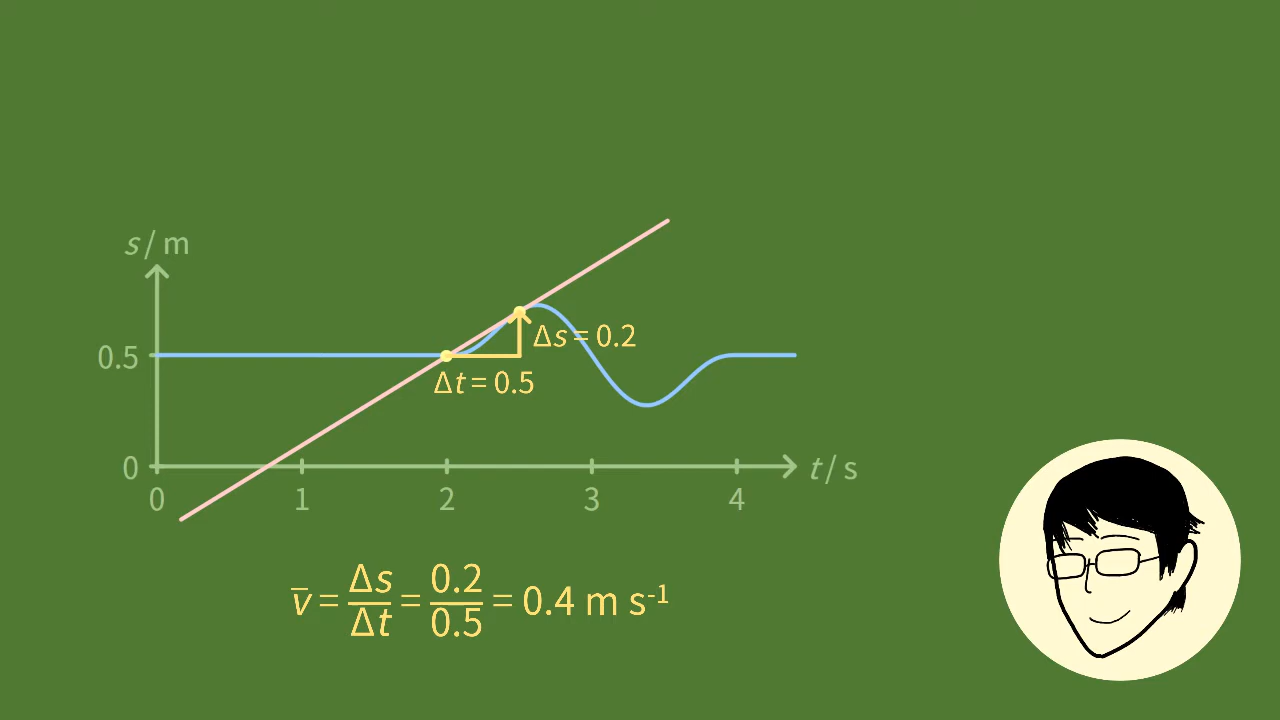 s / m
Δs = 0.2
0.5
Δt = 0.5
0
t / s
0 1 2 3 4
v̅ = Δs/Δt = 0.2/0.5 = 0.4 m s⁻¹